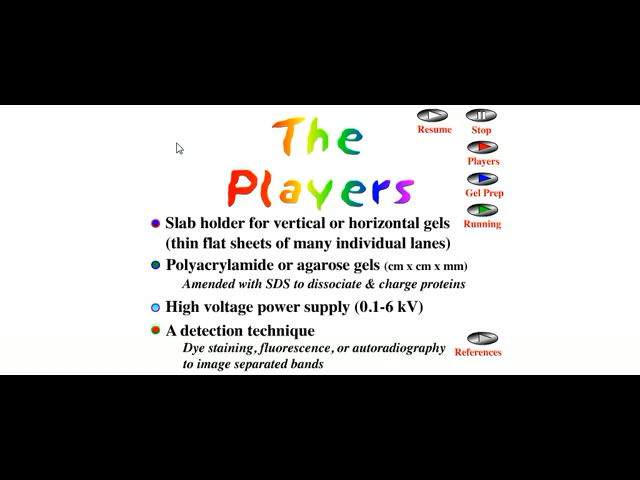 The
Players
Resume
Stop
Players
Gel Prep
Running
Slab holder for vertical or horizontal gels
(thin flat sheets of many individual lanes)
Polyacrylamide or agarose gels (cm x cm x mm)
Amended with SDS to dissociate & charge proteins
High voltage power supply (0.1-6 kV)
A detection technique
Dye staining, fluorescence, or autoradiography
to image separated bands
References